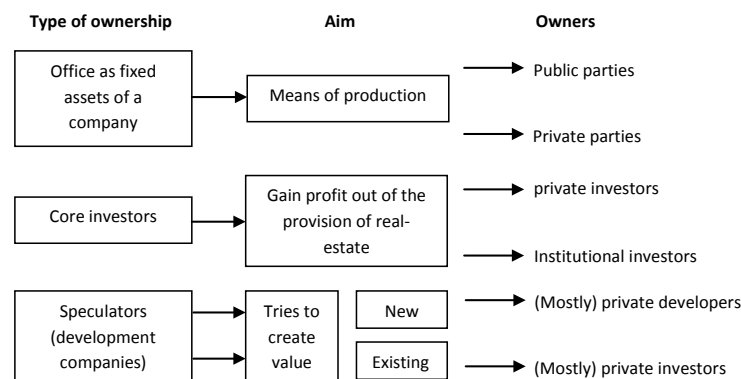 Type of ownership Aim Owners
Office as fixed
assets of a
company
Means of production
Public parties
Private parties
Core investors
Gain profit out of the
provision of real-
estate
private investors
Institutional investors
Speculators
(development
companies)
Tries to
create
value
New
Existing
(Mostly) private developers
(Mostly) private investors